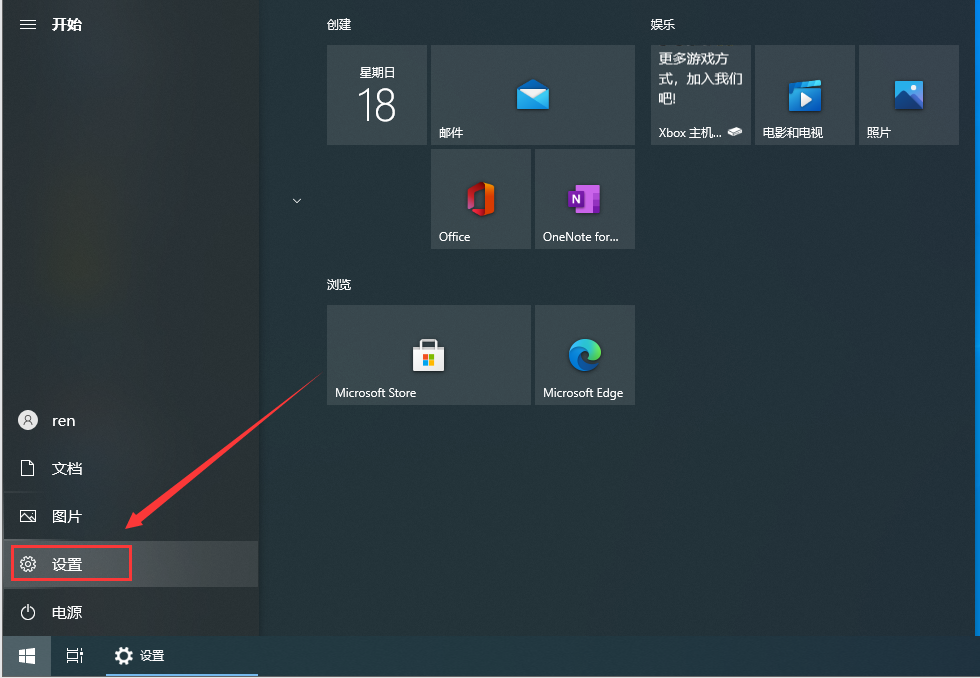 开始
创建
娱乐
星期日
18
邮件
更多游戏方
式，加入我们
吧!
Xbox 主机...
电影和电视
照片
Office
N
OneNote for...
浏览
Microsoft Store
Microsoft Edge
ren
文档
图片
设置
电源
设置